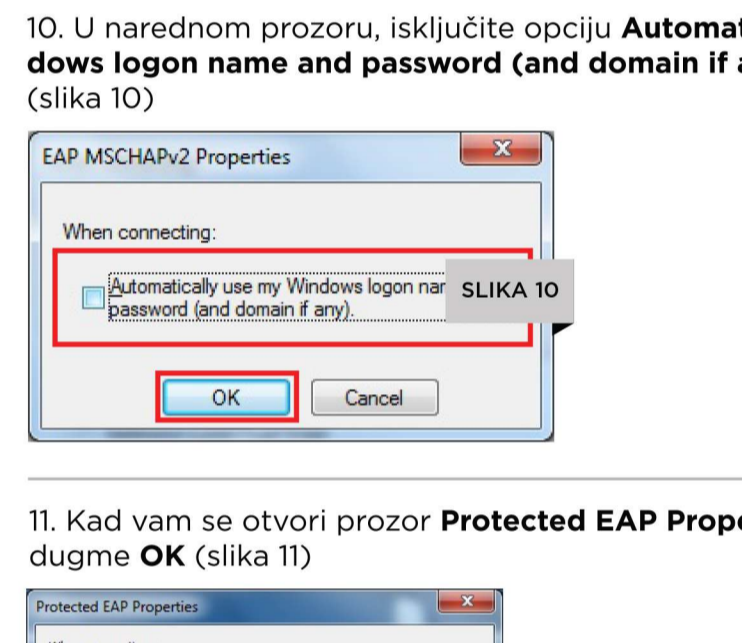 10. U narednom prozoru, isključite opciju Automat
dows logon name and password (and domain if a
(slika 10)
EAP MSCHAPv2 Properties
When connecting:
Automatically use my Windows logon nar
password (and domain if any).
SLIKA 10
OK
Cancel
11. Kad vam se otvori prozor Protected EAP Prope
dugme OK (slika 11)
Protected EAP Properties